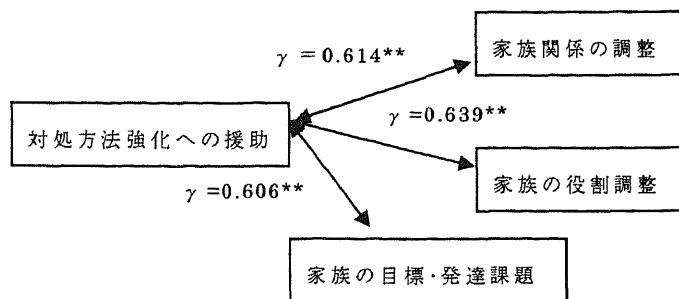 家族関係の調整
γ =0.614**
γ =0.639**
対処方法強化への援助
家族の役割調整
γ =0.606**
家族の目標・発達課題